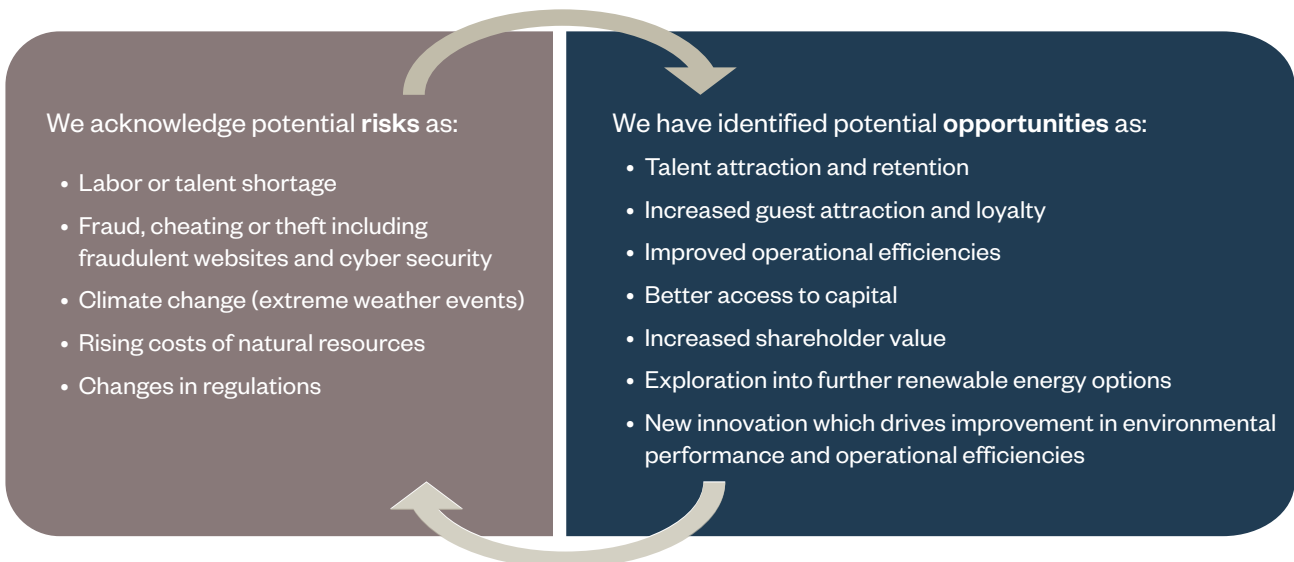 We acknowledge potential risks as:
• Labor or talent shortage
• Fraud, cheating or theft including
fraudulent websites and cyber security
• Climate change (extreme weather events)
• Rising costs of natural resources
• Changes in regulations
We have identified potential opportunities as:
• Talent attraction and retention
• Increased guest attraction and loyalty
• Improved operational efficiencies
• Better access to capital
• Increased shareholder value
• Exploration into further renewable energy options
• New innovation which drives improvement in environmental
performance and operational efficiencies